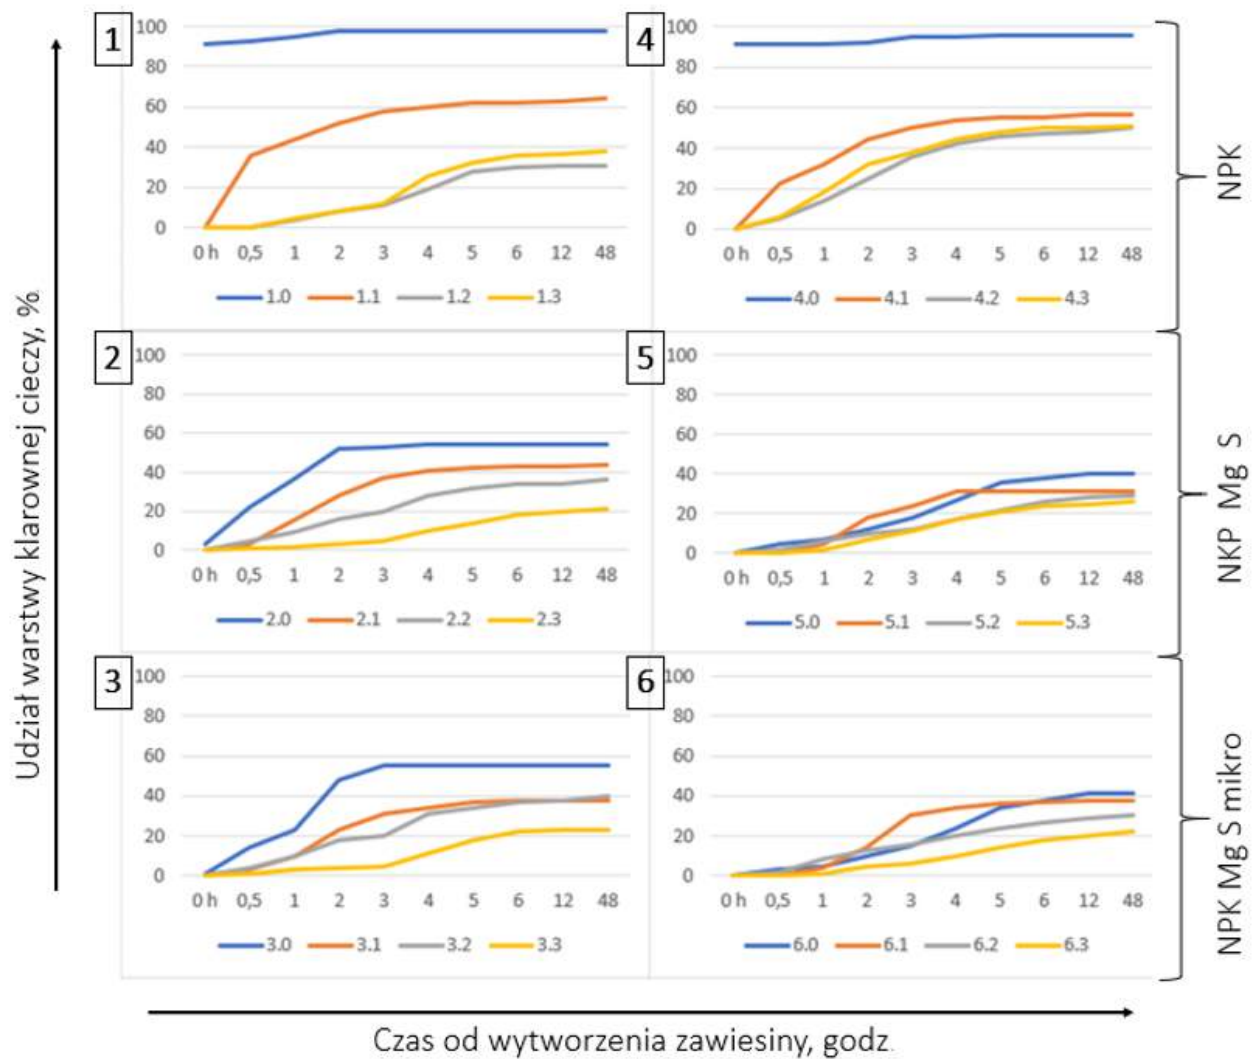 Udział warstwy klarownej cieczy, %
1
100
80
60
40
20
0
0 h 0,5 1 2 3 4 5 6 12 48
1.0 1.1 1.2 1.3
4
100
80
60
40
20
0
0 h 0,5 1 2 3 4 5 6 12 48
4.0 4.1 4.2 4.3
NPK
2
100
80
60
40
20
0
0 h 0,5 1 2 3 4 5 6 12 48
2.0 2.1 2.2 2.3
5
100
80
60
40
20
0
0 h 0,5 1 2 3 4 5 6 12 48
5.0 5.1 5.2 5.3
NKP Mg S
3
100
80
60
40
20
0
0 h 0,5 1 2 3 4 5 6 12 48
3.0 3.1 3.2 3.3
6
100
80
60
40
20
0
0 h 0,5 1 2 3 4 5 6 12 48
6.0 6.1 6.2 6.3
NPK Mg S mikro
Czas od wytworzenia zawiesiny, godz.